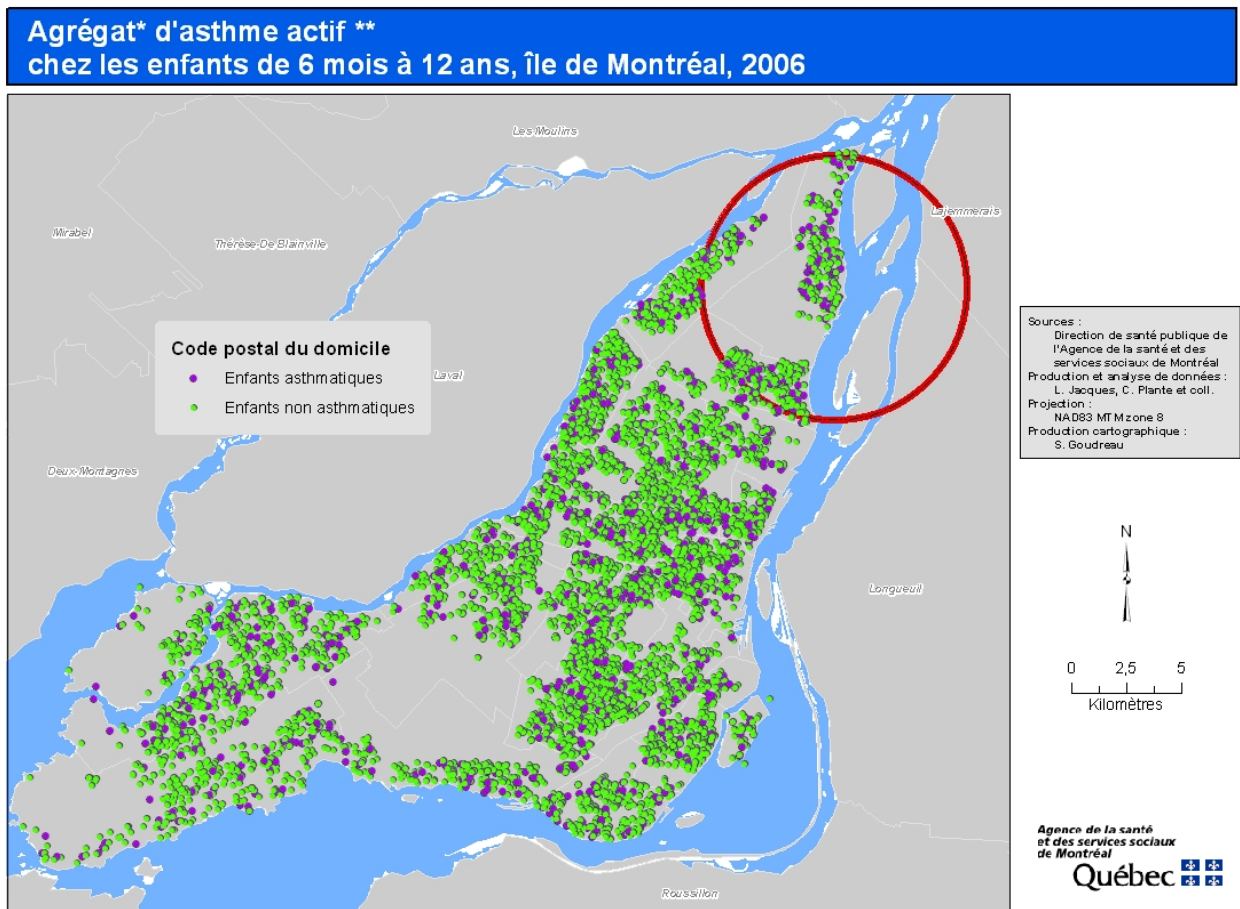 Agrégat* d'asthme actif **
chez les enfants de 6 mois à 12 ans, île de Montréal, 2006
Les Moulins
Lajemmerais
Mirabel
Thérèse-De Blainville
Code postal du domicile
Enfants asthmatiques
Enfants non asthmatiques
Laval
Deux-Montagnes
Longueuil
Roussillon
Sources :
Direction de santé publique de
l'Agence de la santé et des
services sociaux de Montréal
Production et analyse de données :
L. Jacques, C. Plante et coll.
Projection :
NAD83 MTM zone 8
Production cartographique :
S. Goudreau
N
0 2,5 5
Kilomètres
Agence de la santé
et des services sociaux
de Montréal
Québec